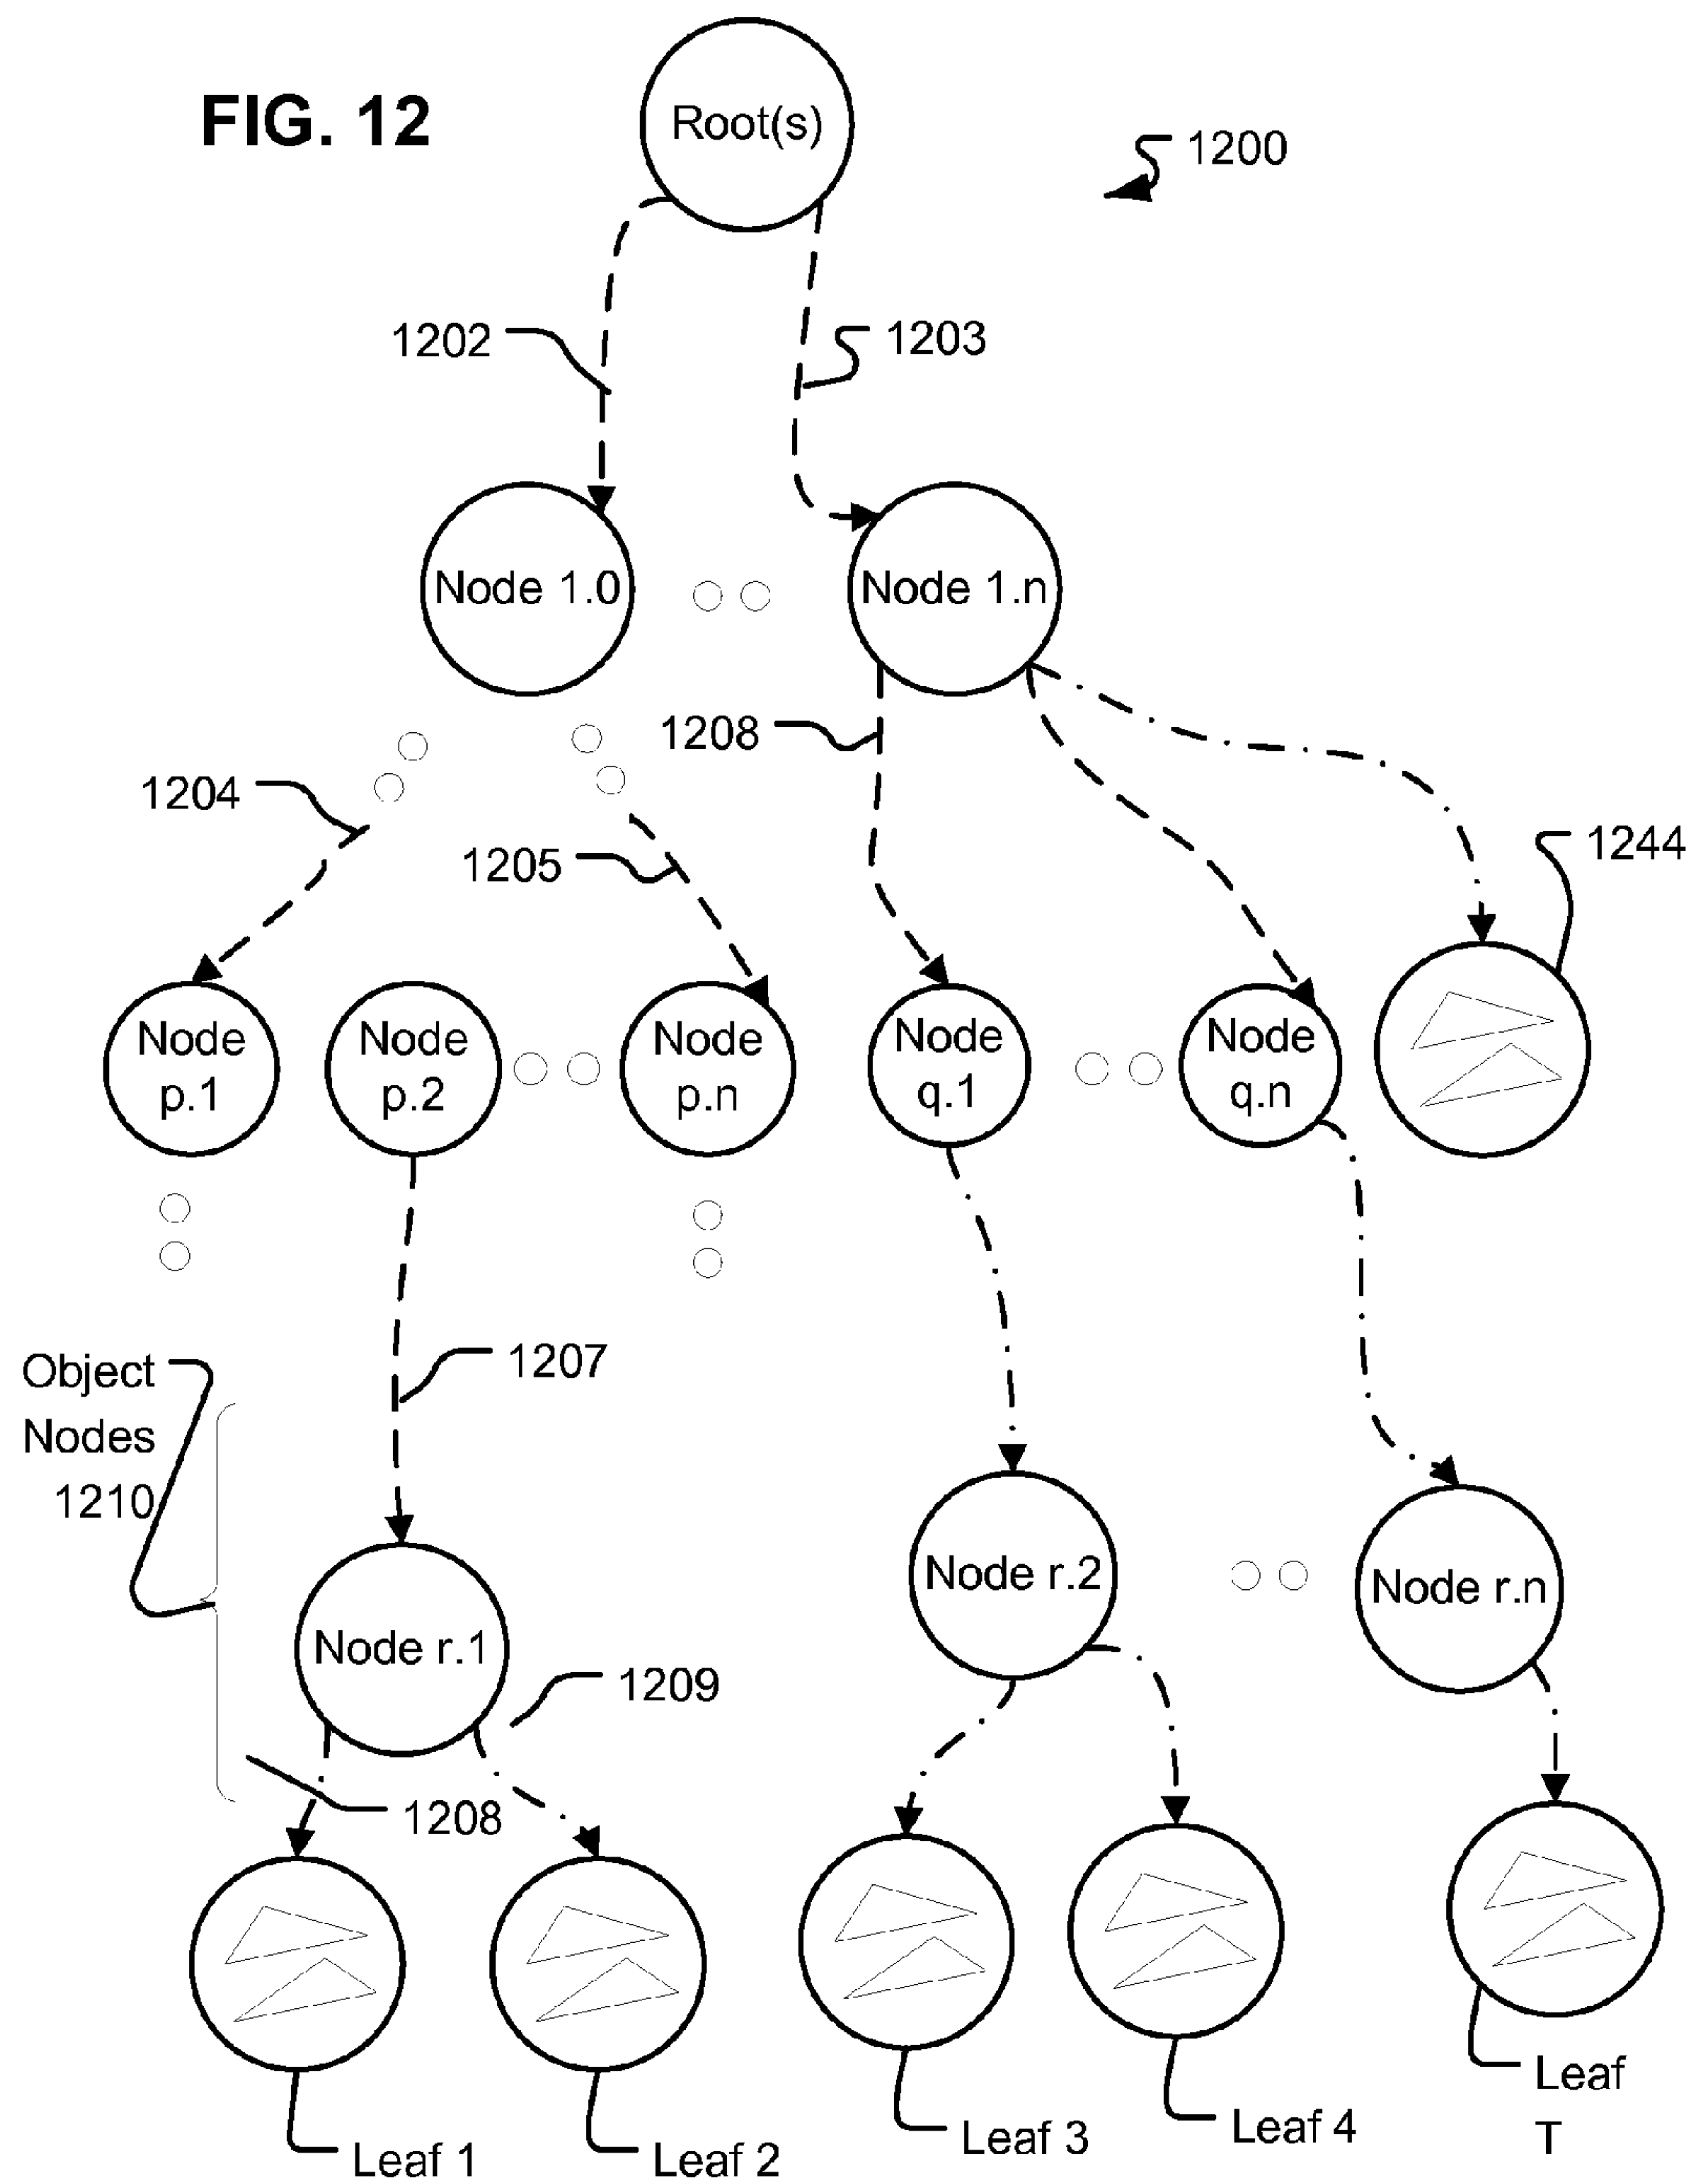 FIG. 12
Root(s)
1200
1202
1203
Node 1.0
Node 1.n
1208
1204
1205
1244
Node
p.1
Node
p.2
Node
p.n
Node
q.1
Node
q.n
1207
Object
Nodes
1210
Node r.1
Node r.2
Node r.n
1209
1208
Leaf 1
Leaf 2
Leaf 3
Leaf 4
Leaf
T